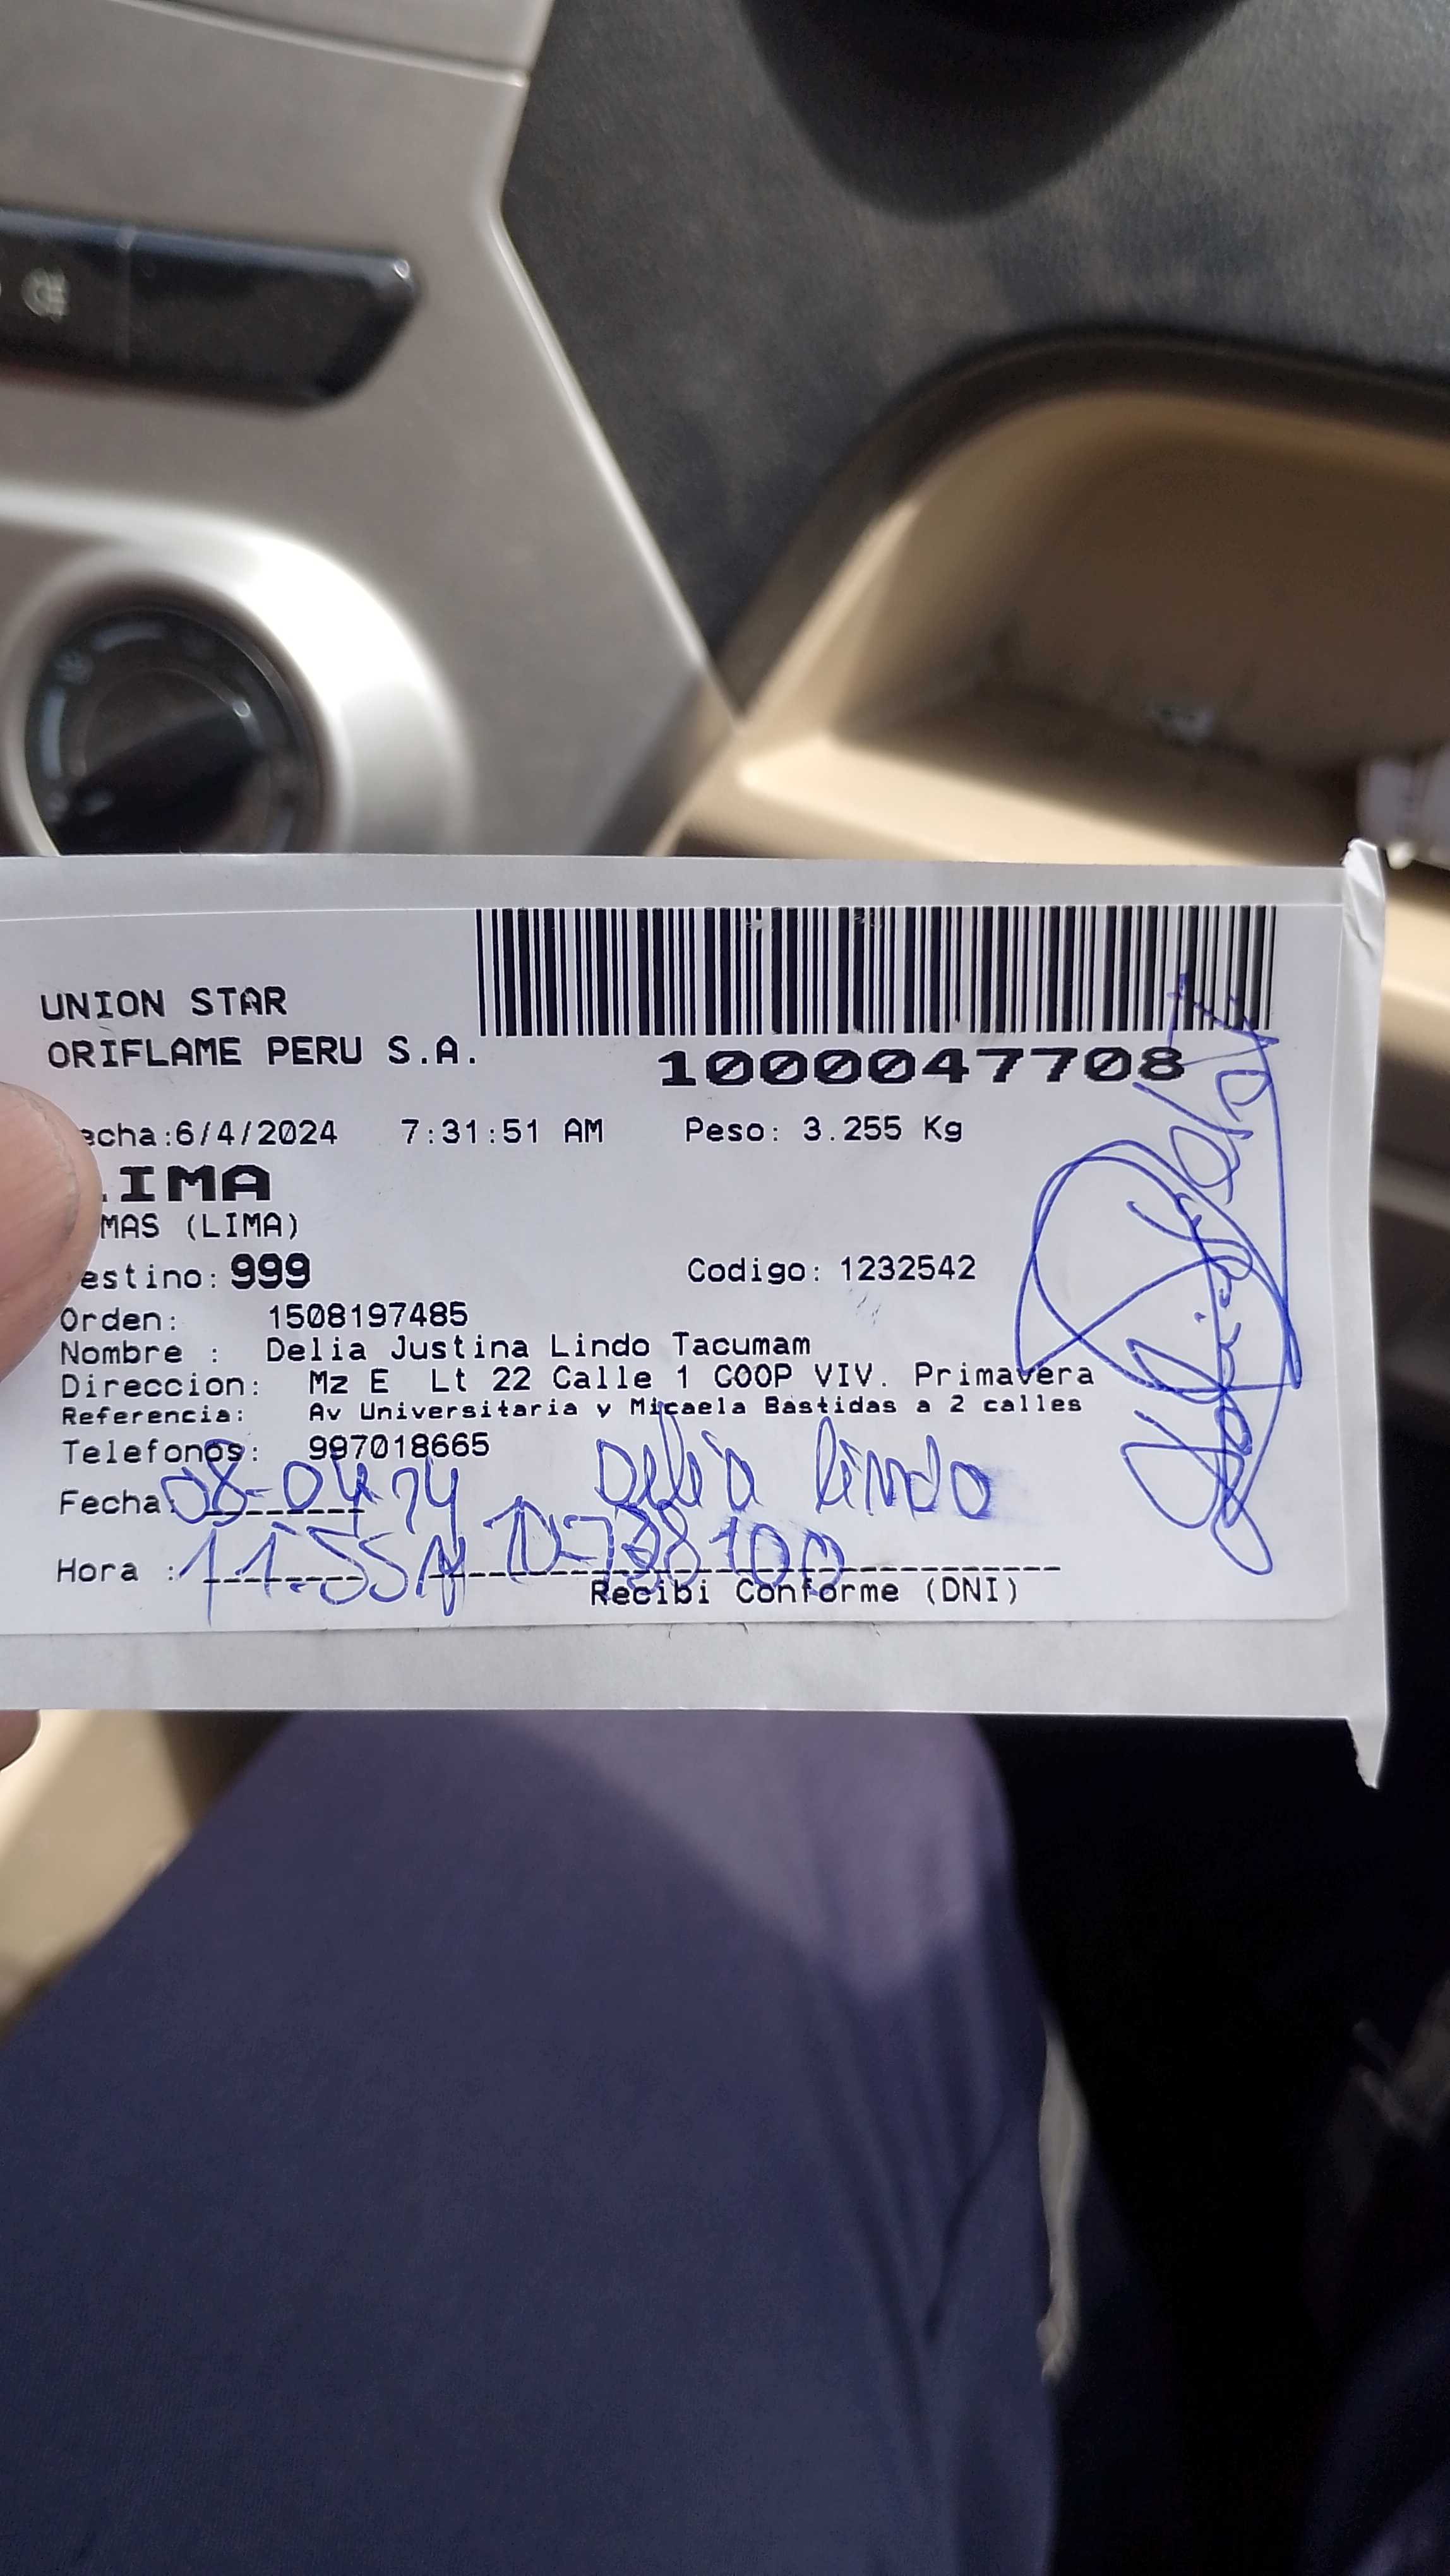 UNION STAR
ORIFLAME PERU S.A.
1000047708
echa:6/4/2024 7:31:51 AM Peso: 3.255 Kg
IMA
MAS (LIMA)
estino: 999 Codigo: 1232542
Orden: 1508197485
Nombre : Delia Justina Lindo Tacumam
Direccion: Mz E Lt 22 Calle 1 COOP VIV. Primavera
Referencia: Av Universitaria y Micaela Bastidas a 2 calles
Telefonos: 997018665
Delia lindo
Fecha: 08-04-24
Hora : 11:55
Recibi Conforme (DNI)